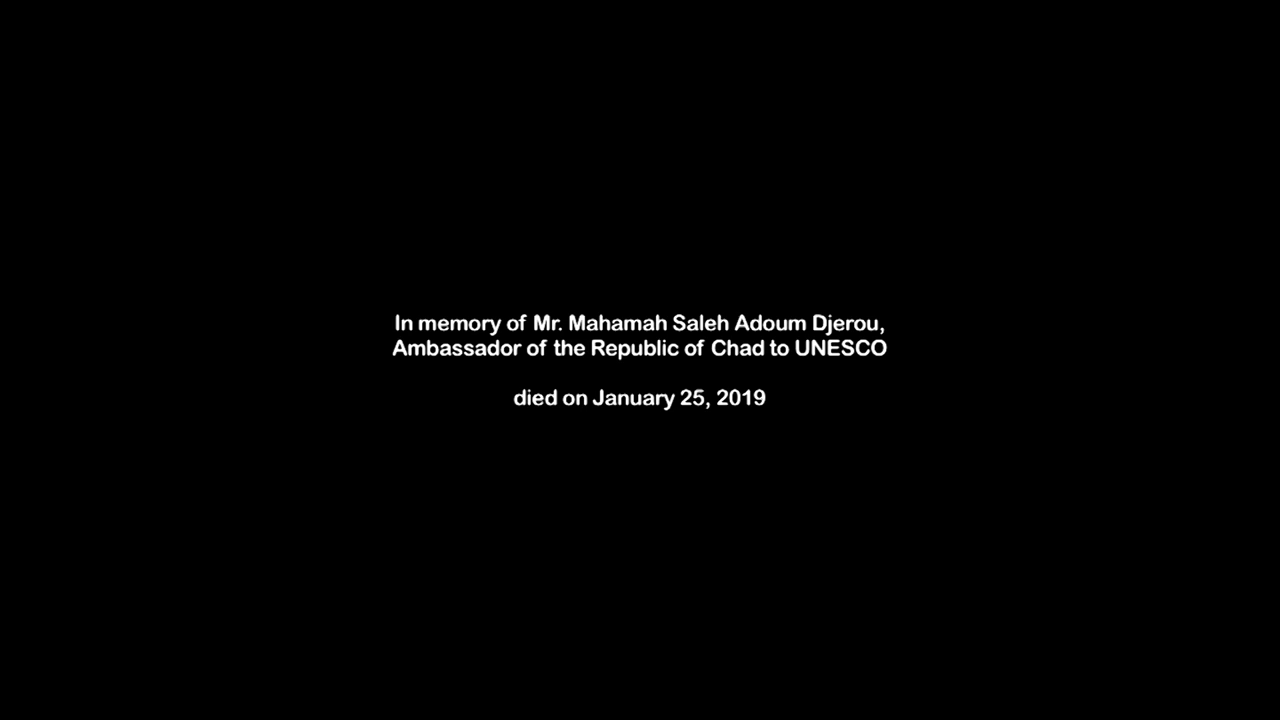 In memory of Mr. Mahamah Saleh Adoum Djerou,
Ambassador of the Republic of Chad to UNESCO
died on January 25, 2019